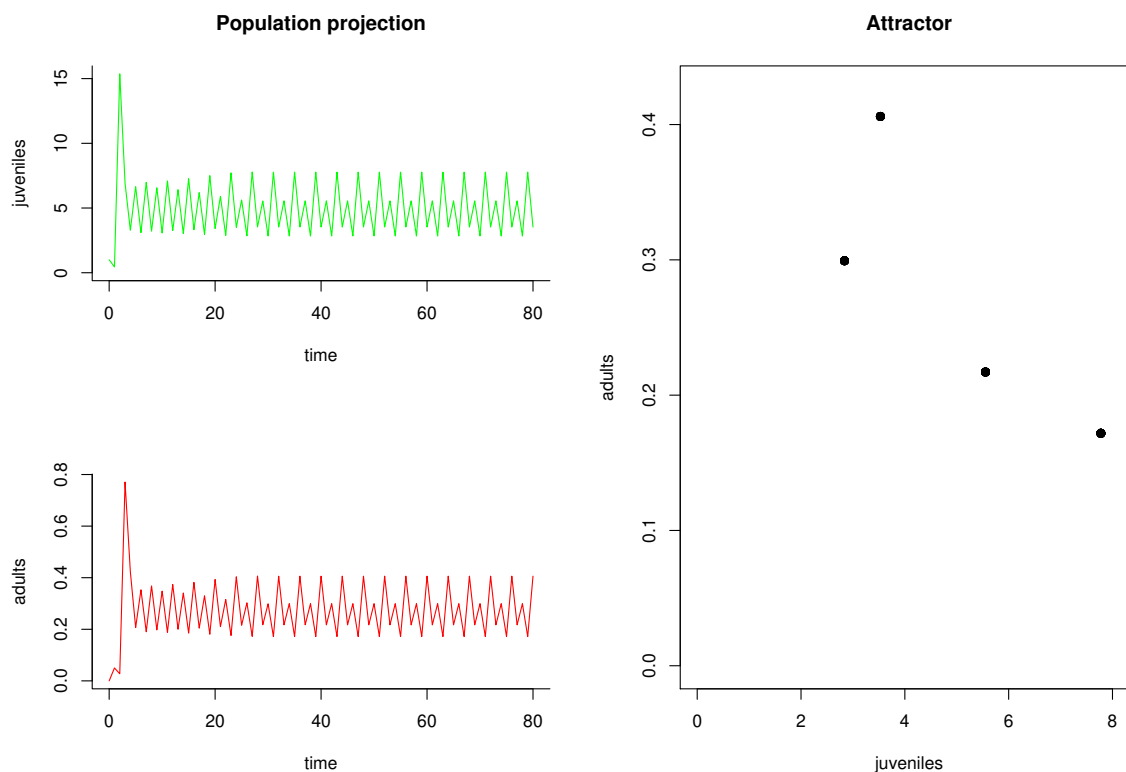 Population projection
juveniles
0 5 10 15
0 20 40 60 80
time
adults
0.0 0.2 0.4 0.6 0.8
0 20 40 60 80
time
Attractor
adults
0.0 0.1 0.2 0.3 0.4
0 2 4 6 8
juveniles